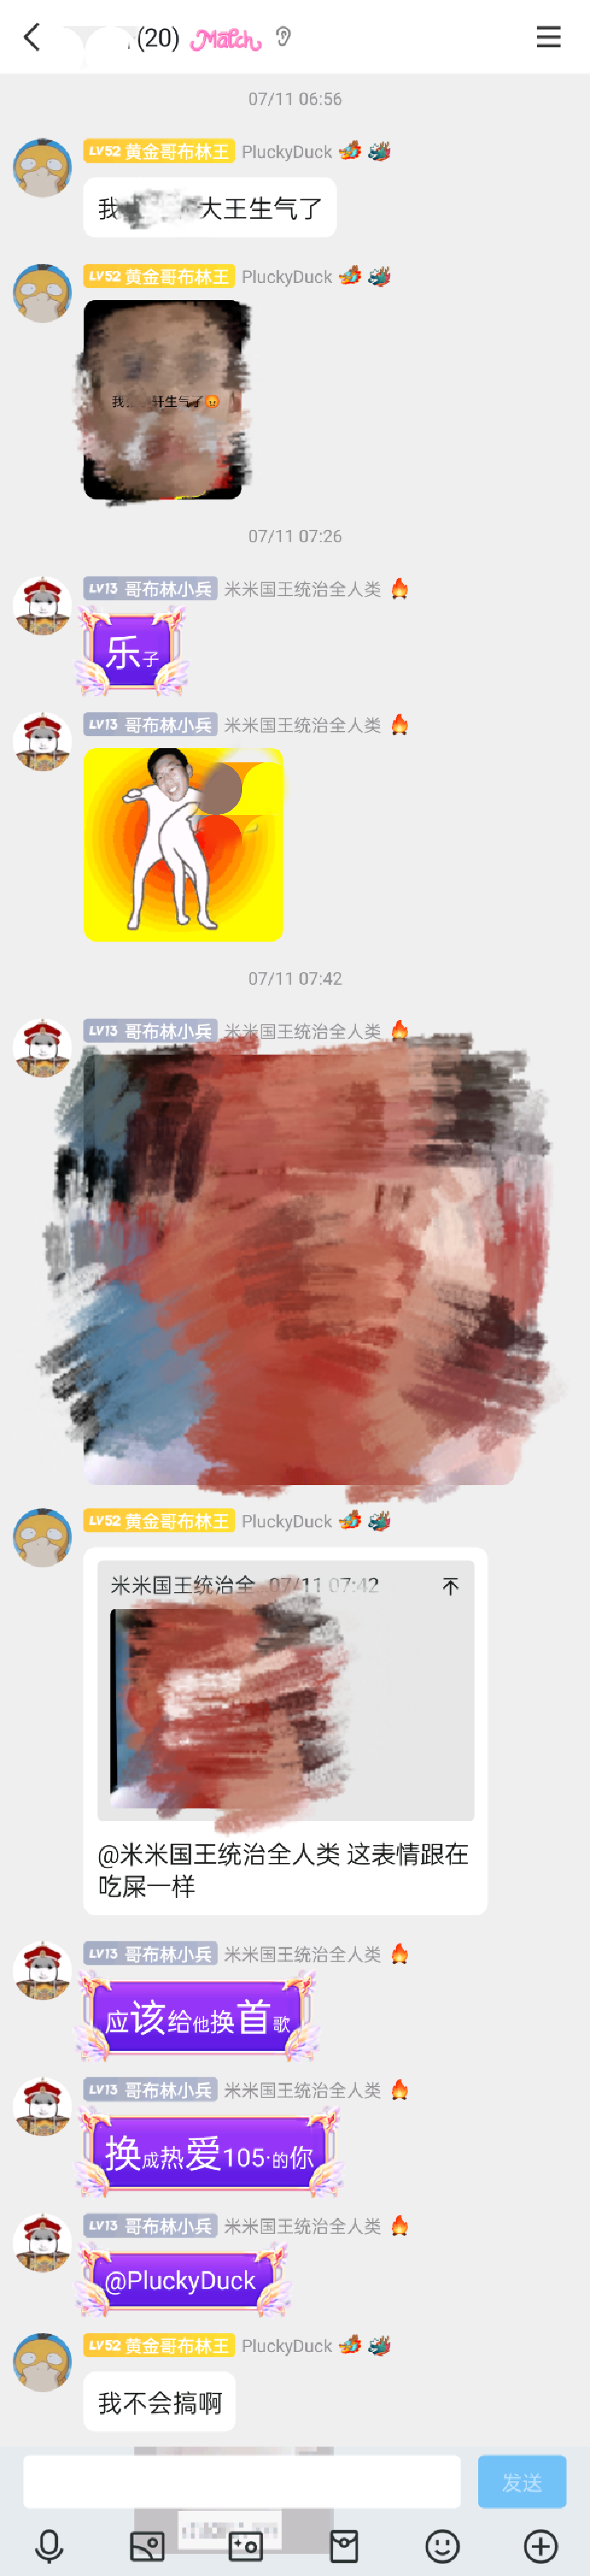 (20) Match
07/11 06:56
LV52 黄金哥布林王 PluckyDuck
我 大王生气了
LV52 黄金哥布林王 PluckyDuck
我 轩生气了😡
07/11 07:26
LV13 哥布林小兵 米米国王统治全人类 🔥
乐子
LV13 哥布林小兵 米米国王统治全人类 🔥
07/11 07:42
LV13 哥布林小兵 米米国王统治全人类 🔥
LV52 黄金哥布林王 PluckyDuck
米米国王统治全 07/11 07:42
@米米国王统治全人类 这表情跟在
吃屎一样
LV13 哥布林小兵 米米国王统治全人类 🔥
应该给他换首歌
LV13 哥布林小兵 米米国王统治全人类 🔥
换成热爱105·的你
LV13 哥布林小兵 米米国王统治全人类 🔥
@PluckyDuck
LV52 黄金哥布林王 PluckyDuck
我不会搞啊
发送